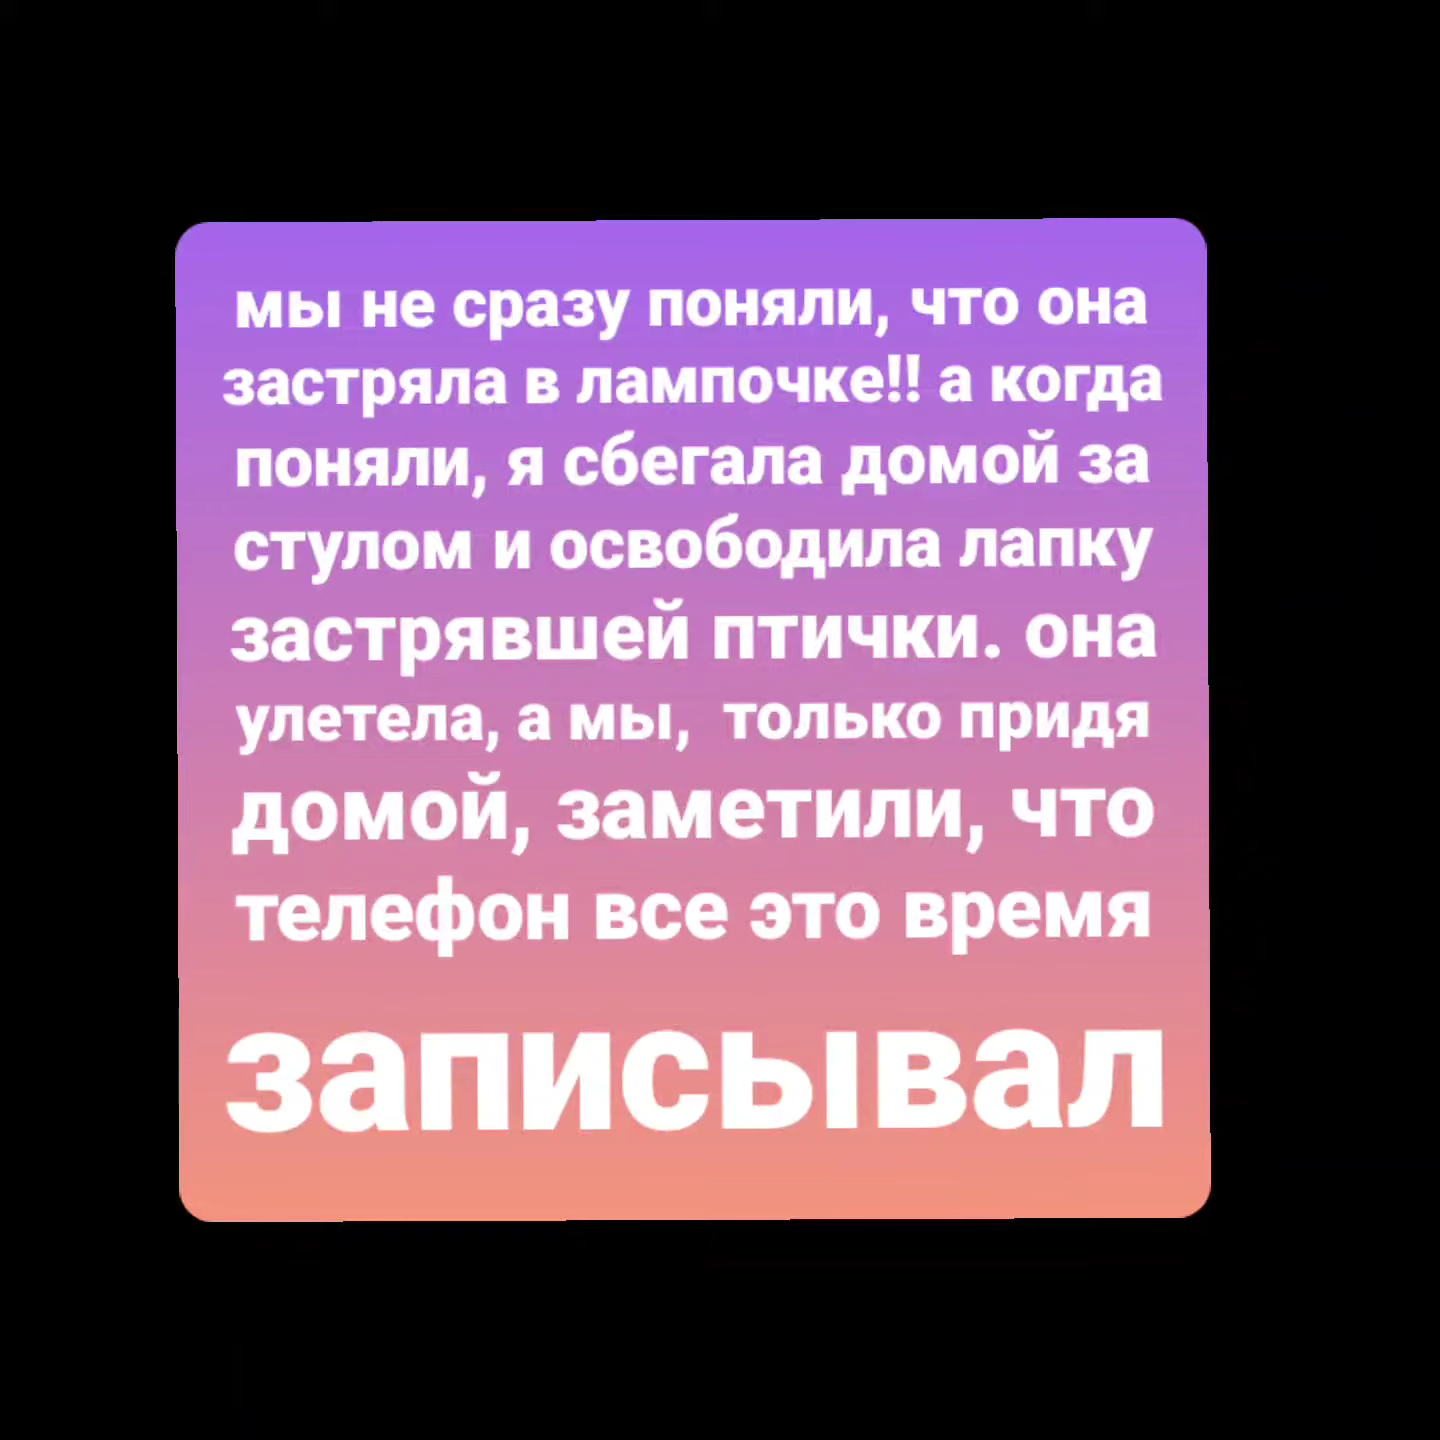 мы не сразу поняли, что она
застряла в лампочке!! а когда
поняли, я сбегала домой за
стулом и освободила лапку
застрявшей птички. она
улетела, а мы, только придя
домой, заметили, что
телефон все это время
записывал